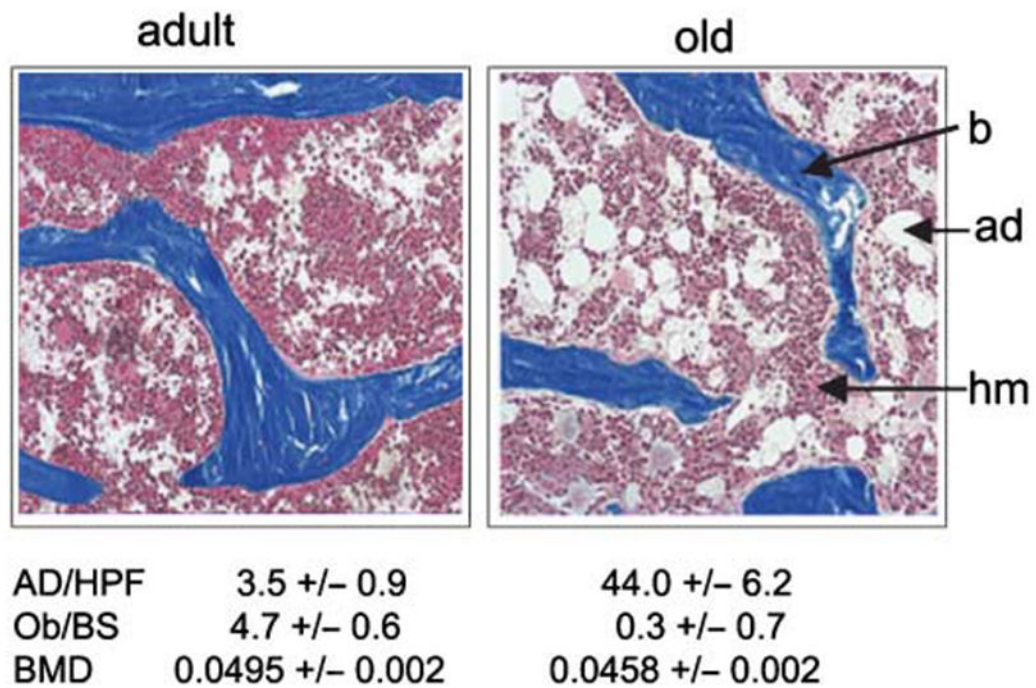 adult old
b
ad
hm
AD/HPF 3.5 +/– 0.9 44.0 +/– 6.2
Ob/BS 4.7 +/– 0.6 0.3 +/– 0.7
BMD 0.0495 +/– 0.002 0.0458 +/– 0.002